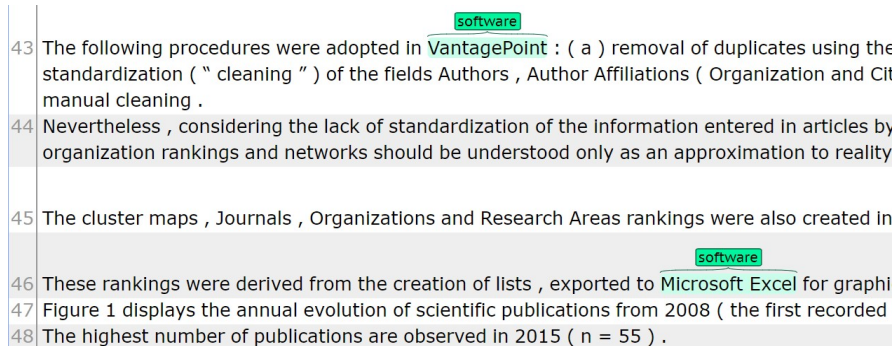 software
43 The following procedures were adopted in VantagePoint : ( a ) removal of duplicates using the
standardization ( “ cleaning ” ) of the fields Authors , Author Affiliations ( Organization and Cit
manual cleaning .
44 Nevertheless , considering the lack of standardization of the information entered in articles by
organization rankings and networks should be understood only as an approximation to reality
45 The cluster maps , Journals , Organizations and Research Areas rankings were also created in
software
46 These rankings were derived from the creation of lists , exported to Microsoft Excel for graphi
47 Figure 1 displays the annual evolution of scientific publications from 2008 ( the first recorded
48 The highest number of publications are observed in 2015 ( n = 55 ) .